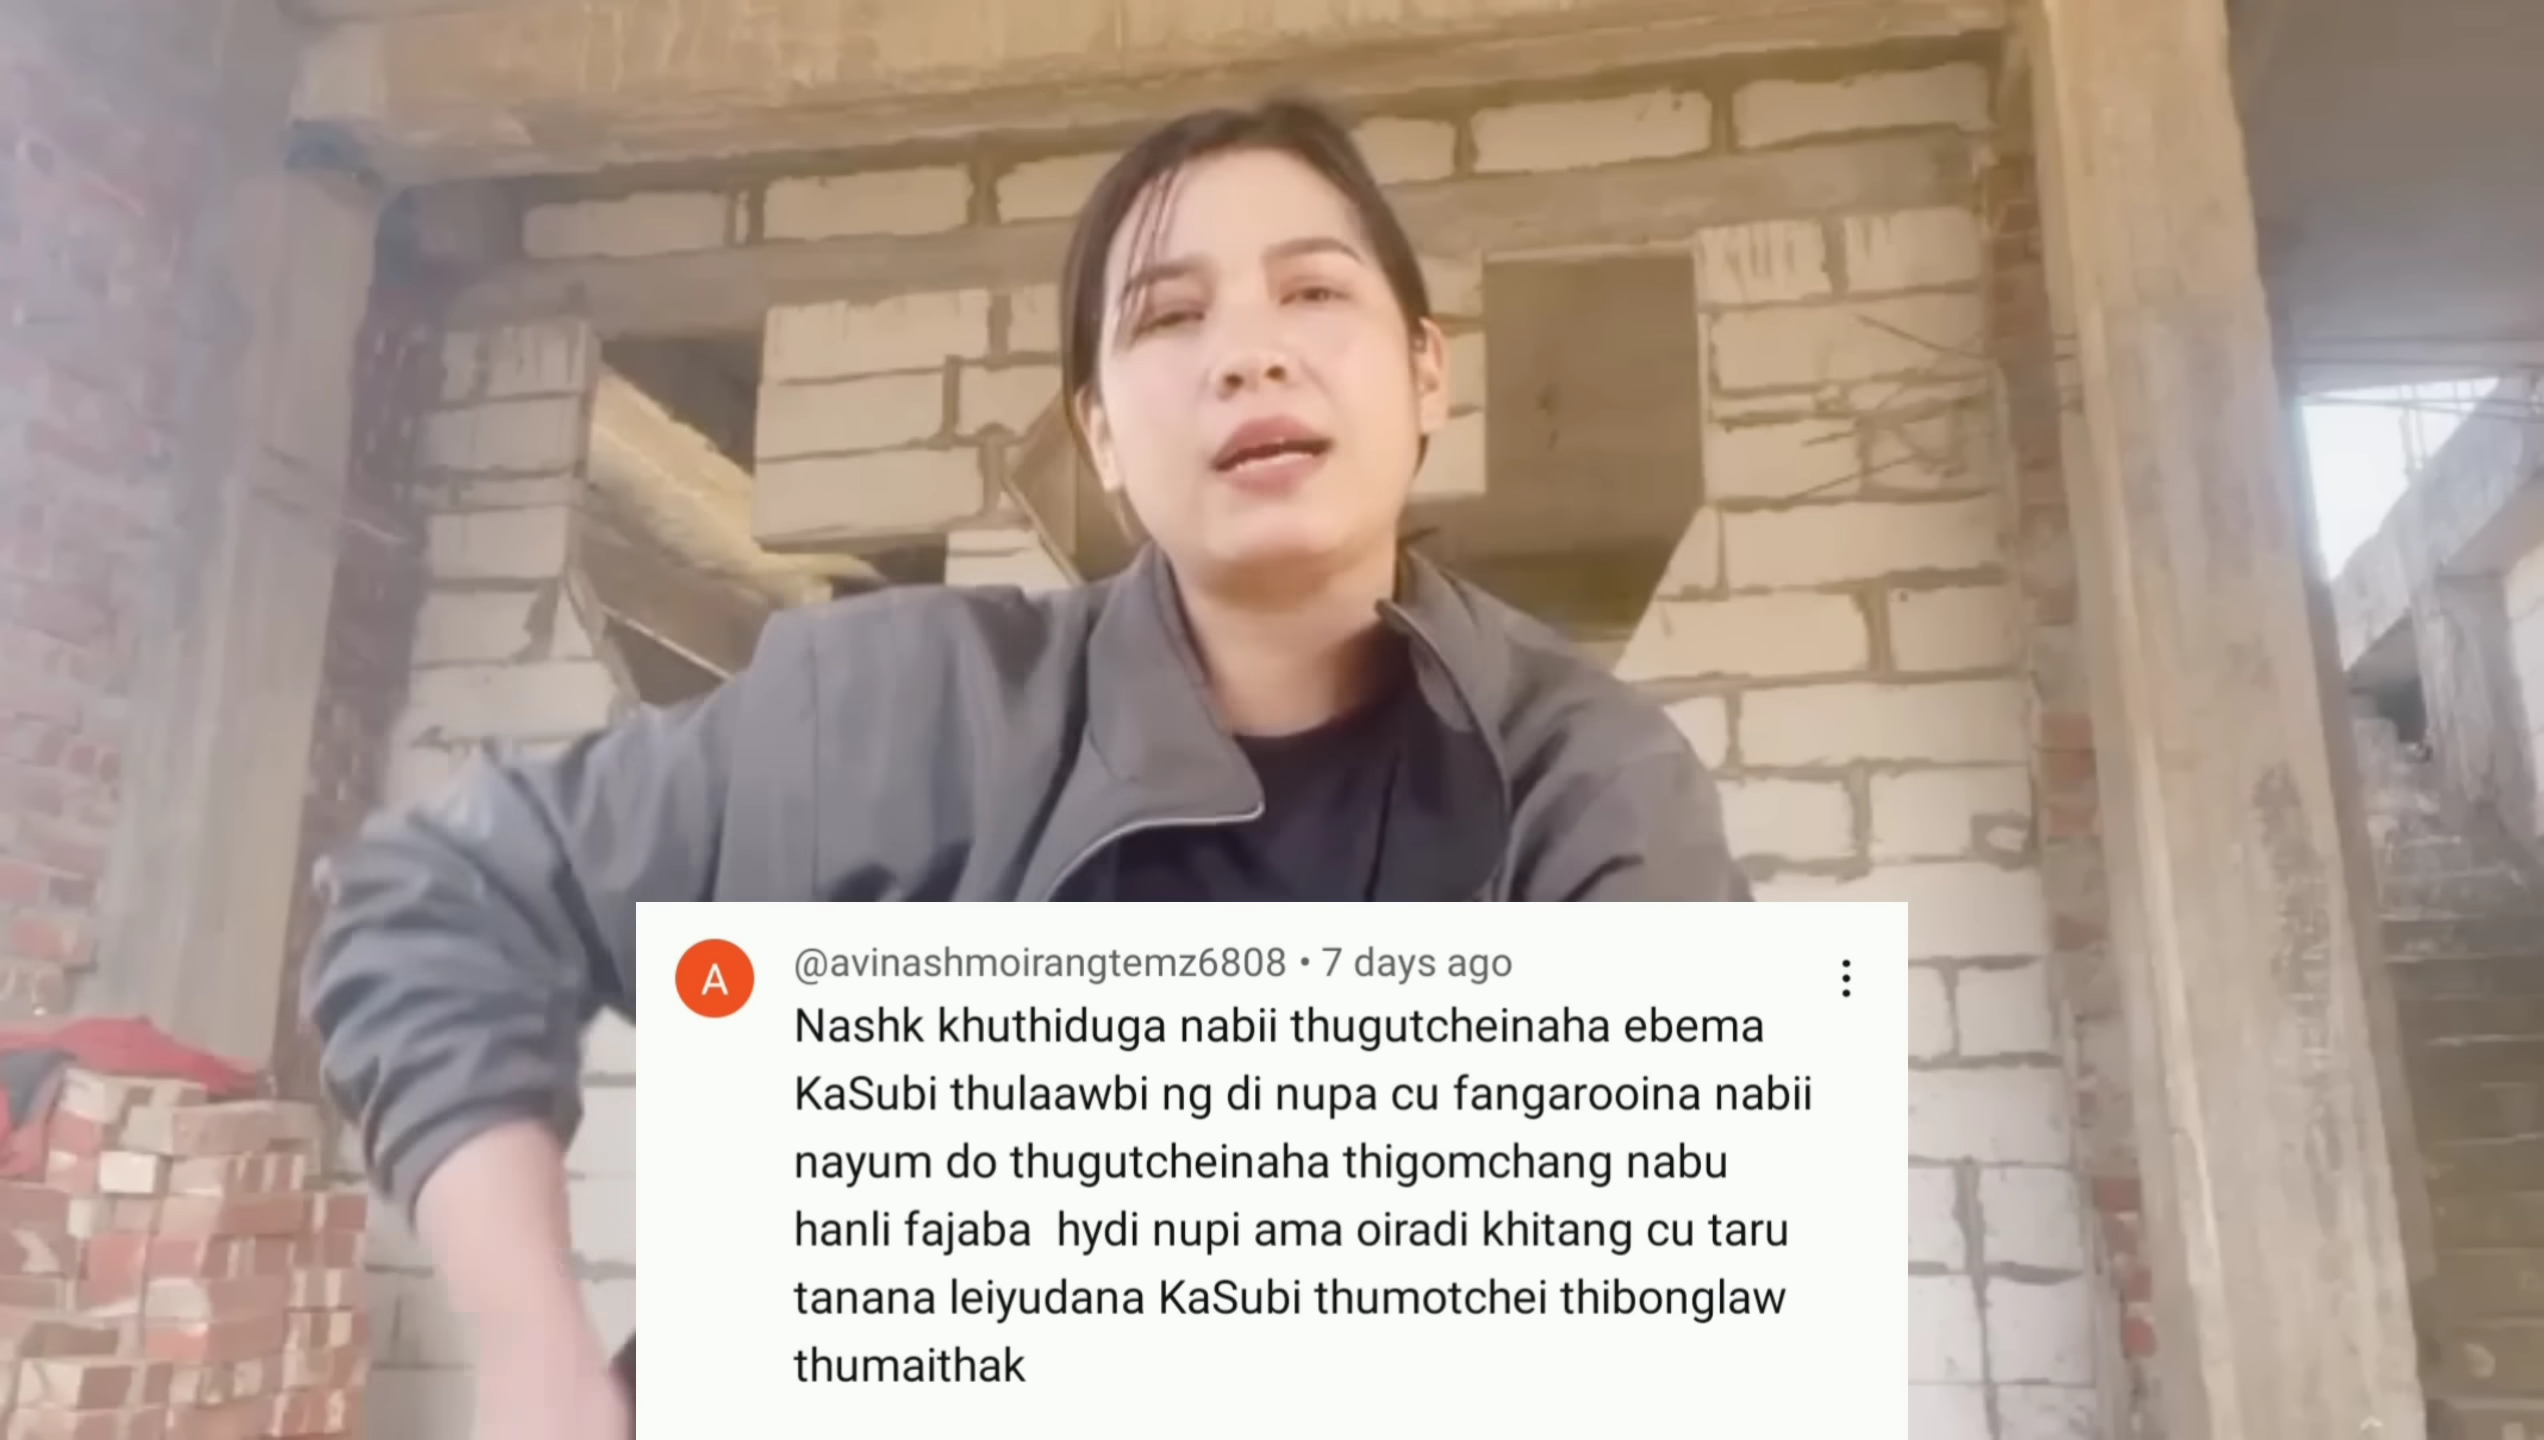 A
@avinashmoirangtemz6808 • 7 days ago
Nashk khuthiduga nabii thugutcheinaha ebema
KaSubi thulaawbi ng di nupa cu fangarooina nabii
nayum do thugutcheinaha thigomchang nabu
hanli fajaba  hydi nupi ama oiradi khitang cu taru
tanana leiyudana KaSubi thumotchei thibonglaw
thumaithak